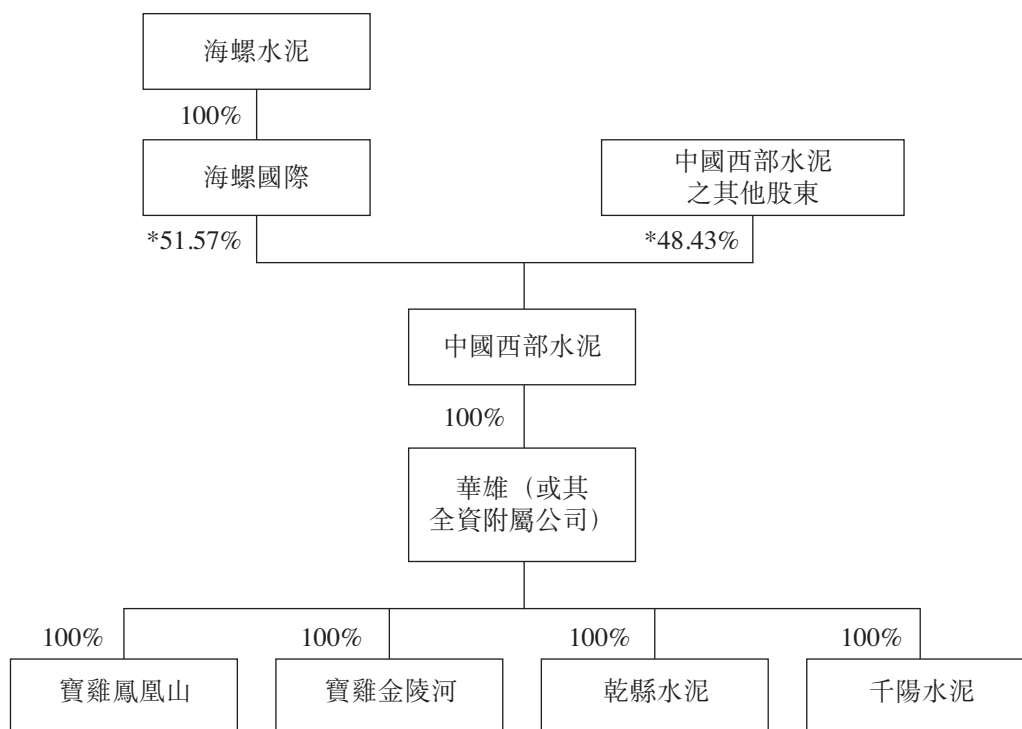 海螺水泥
100%
海螺國際
中國西部水泥
之其他股東
*51.57%
*48.43%
中國西部水泥
100%
華雄（或其
全資附屬公司）
100%
100%
100%
100%
寶雞鳳凰山
寶雞金陵河
乾縣水泥
千陽水泥